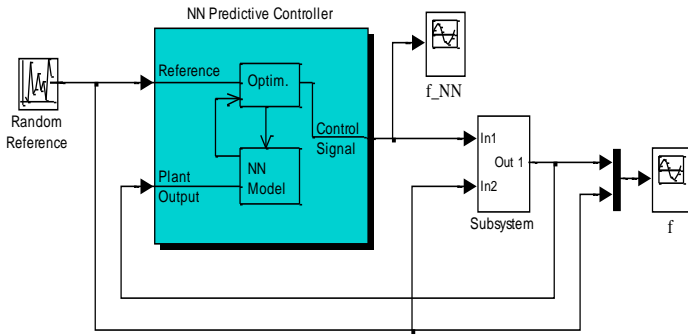 NN Predictive Controller
Reference
Optim.
f_NN
Random
Reference
Control
Signal
In1
NN
Model
Out 1
Plant
Output
In2
Subsystem
f